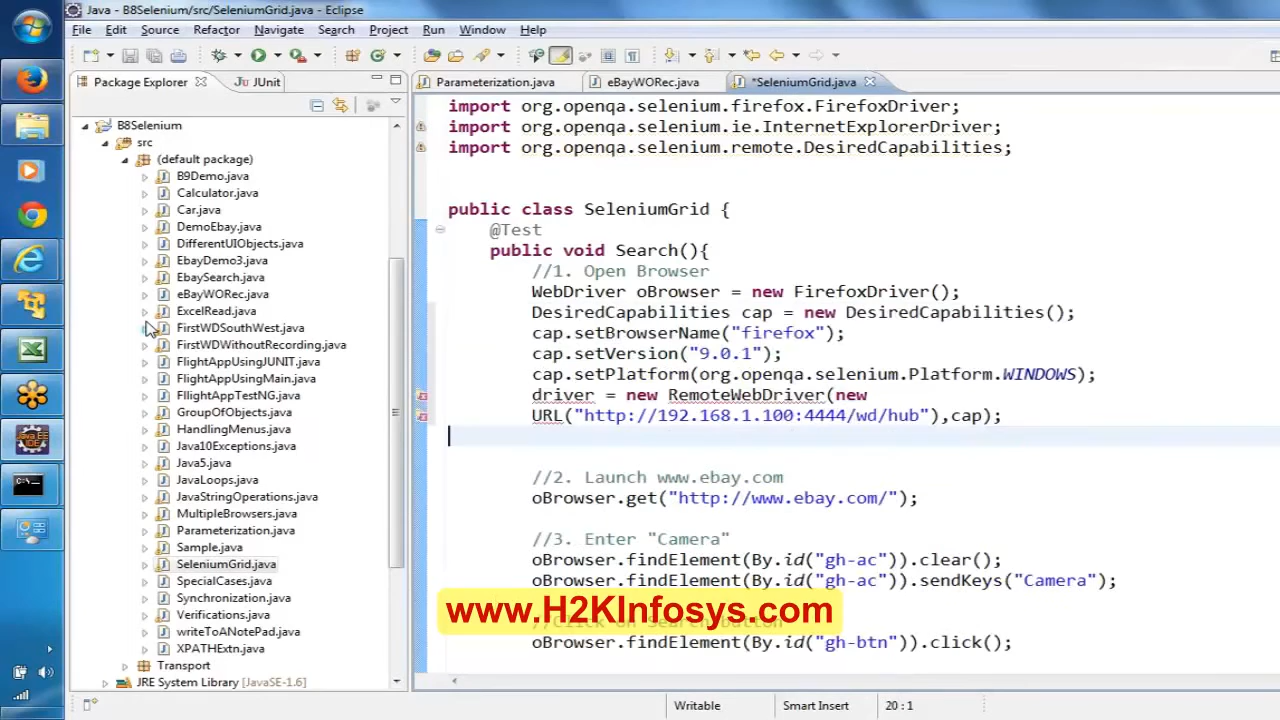 Java - B8Selenium/src/SeleniumGrid.java - Eclipse
File Edit Source Refactor Navigate Search Project Run Window Help
Package Explorer JUnit
Parameterization.java eBayWORec.java *SeleniumGrid.java
B8Selenium
src
(default package)
B9Demo.java
Calculator.java
Car.java
DemoEbay.java
DifferentUIObjects.java
EbayDemo3.java
EbaySearch.java
eBayWORec.java
ExcelRead.java
FirstWDSouthWest.java
FirstWDWithoutRecording.java
FlightAppUsingJUNIT.java
FlightAppUsingMain.java
FllightAppTestNG.java
GroupOfObjects.java
HandlingMenus.java
Java10Exceptions.java
Java5.java
JavaLoops.java
JavaStringOperations.java
MultipleBrowsers.java
Parameterization.java
Sample.java
SeleniumGrid.java
SpecialCases.java
Synchronization.java
Verifications.java
writeToANotePad.java
XPATHExtn.java
Transport
JRE System Library [JavaSE-1.6]
import org.openqa.selenium.firefox.FirefoxDriver;
import org.openqa.selenium.ie.InternetExplorerDriver;
import org.openqa.selenium.remote.DesiredCapabilities;
public class SeleniumGrid {
@Test
public void Search(){
//1. Open Browser
WebDriver oBrowser = new FirefoxDriver();
DesiredCapabilities cap = new DesiredCapabilities();
cap.setBrowserName("firefox");
cap.setVersion("9.0.1");
cap.setPlatform(org.openqa.selenium.Platform.WINDOWS);
driver = new RemoteWebDriver(new
URL("http://192.168.1.100:4444/wd/hub"),cap);
//2. Launch www.ebay.com
oBrowser.get("http://www.ebay.com/");
//3. Enter "Camera"
oBrowser.findElement(By.id("gh-ac")).clear();
oBrowser.findElement(By.id("gh-ac")).sendKeys("Camera");
www.H2KInfosys.com
//Click on Search Button
oBrowser.findElement(By.id("gh-btn")).click();
Writable Smart Insert 20 : 1